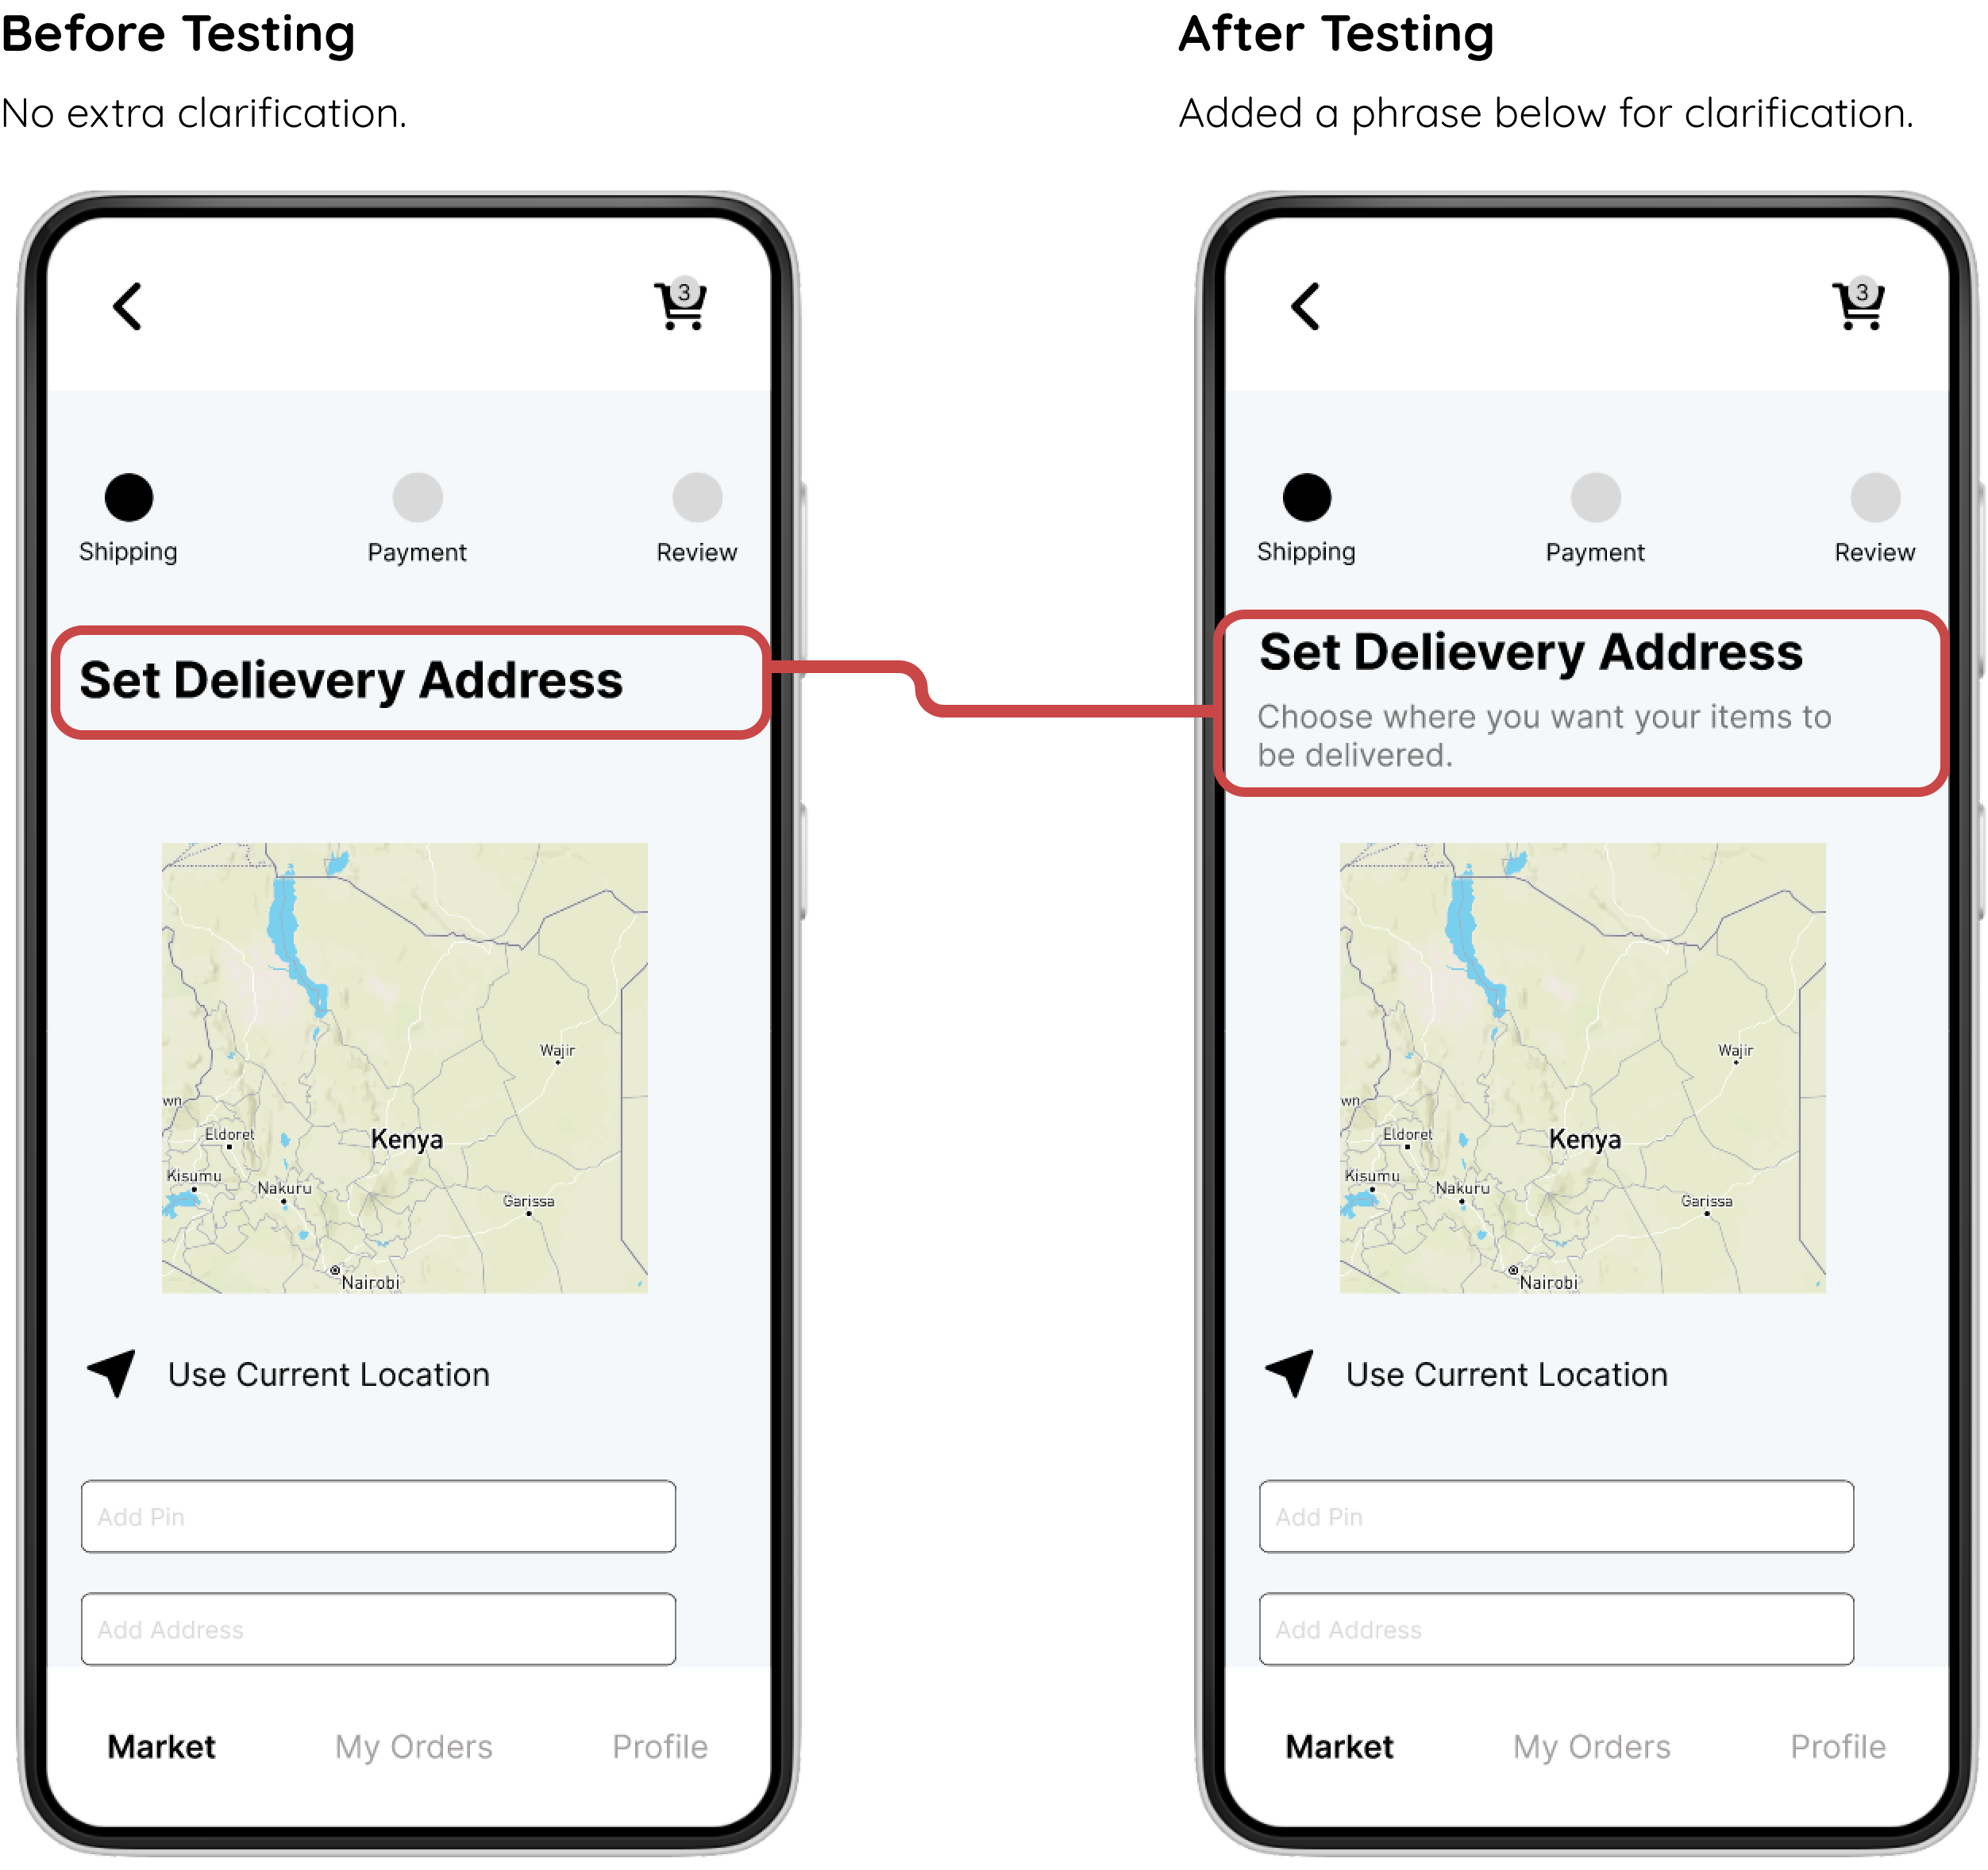 Before Testing
No extra clarification.
3
Shipping
Payment
Review
Set Delievery Address
Wajir
wn
Eldoret
Kenya
Kisumu
Nakuru
Garissa
Nairobi
Use Current Location
Add Pin
Add Address
Market
My Orders
Profile
After Testing
Added a phrase below for clarification.
3
Shipping
Payment
Review
Set Delievery Address
Choose where you want your items to
be delivered.
Wajir
wn
Eldoret
Kenya
Kisumu
Nakuru
Garissa
Nairobi
Use Current Location
Add Pin
Add Address
Market
My Orders
Profile